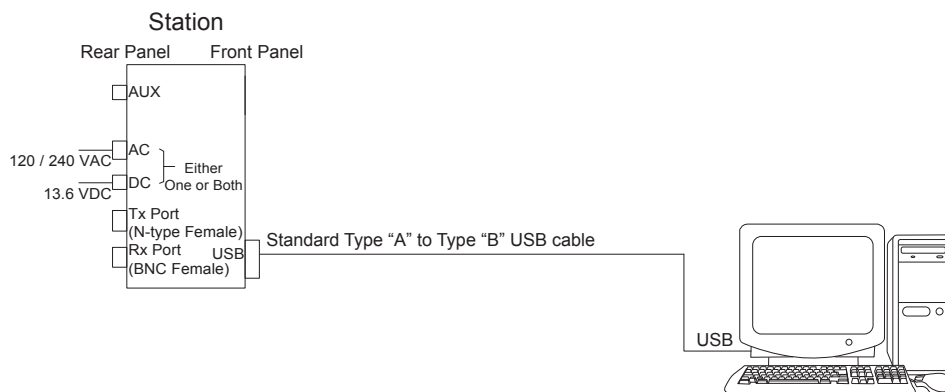 Station
Rear Panel Front Panel
AUX
120 / 240 VAC
AC
Either
One or Both
13.6 VDC
DC
Tx Port
(N-type Female)
Rx Port
(BNC Female)
USB
Standard Type “A” to Type “B” USB cable
USB